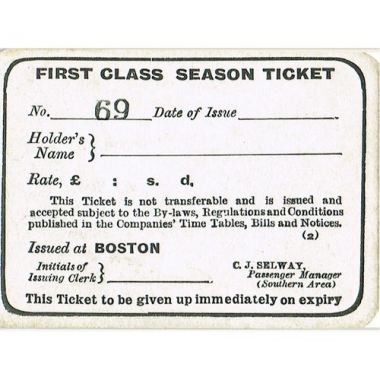 FIRST CLASS SEASON TICKET
No. 69 Date of Issue
Holder's
Name
Rate, £ : s. d.
This Ticket is not transferable and is issued and
accepted subject to the By-laws, Regulations and Conditions
published in the Companies' Time Tables, Bills and Notices.
(2)
Issued at BOSTON
Initials of
Issuing Clerk
C. J. SELWAY,
Passenger Manager
(Southern Area)
This Ticket to be given up immediately on expiry